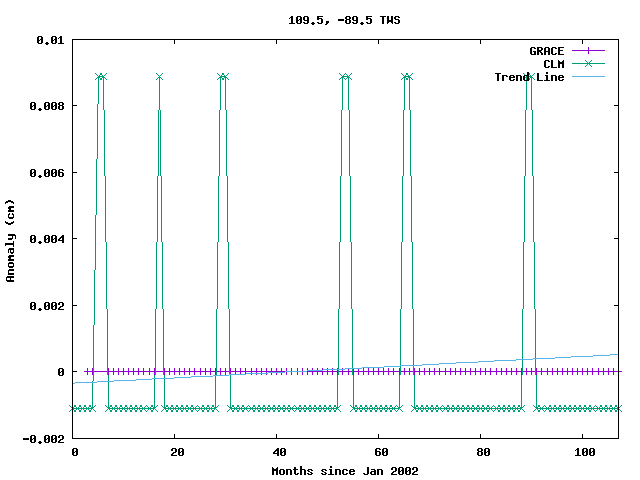 109.5, -89.5 TWS
0.01
GRACE
CLM
Trend Line
0.008
0.006
0.004
0.002
0
-0.002
Anomaly (cm)
0 20 40 60 80 100
Months since Jan 2002